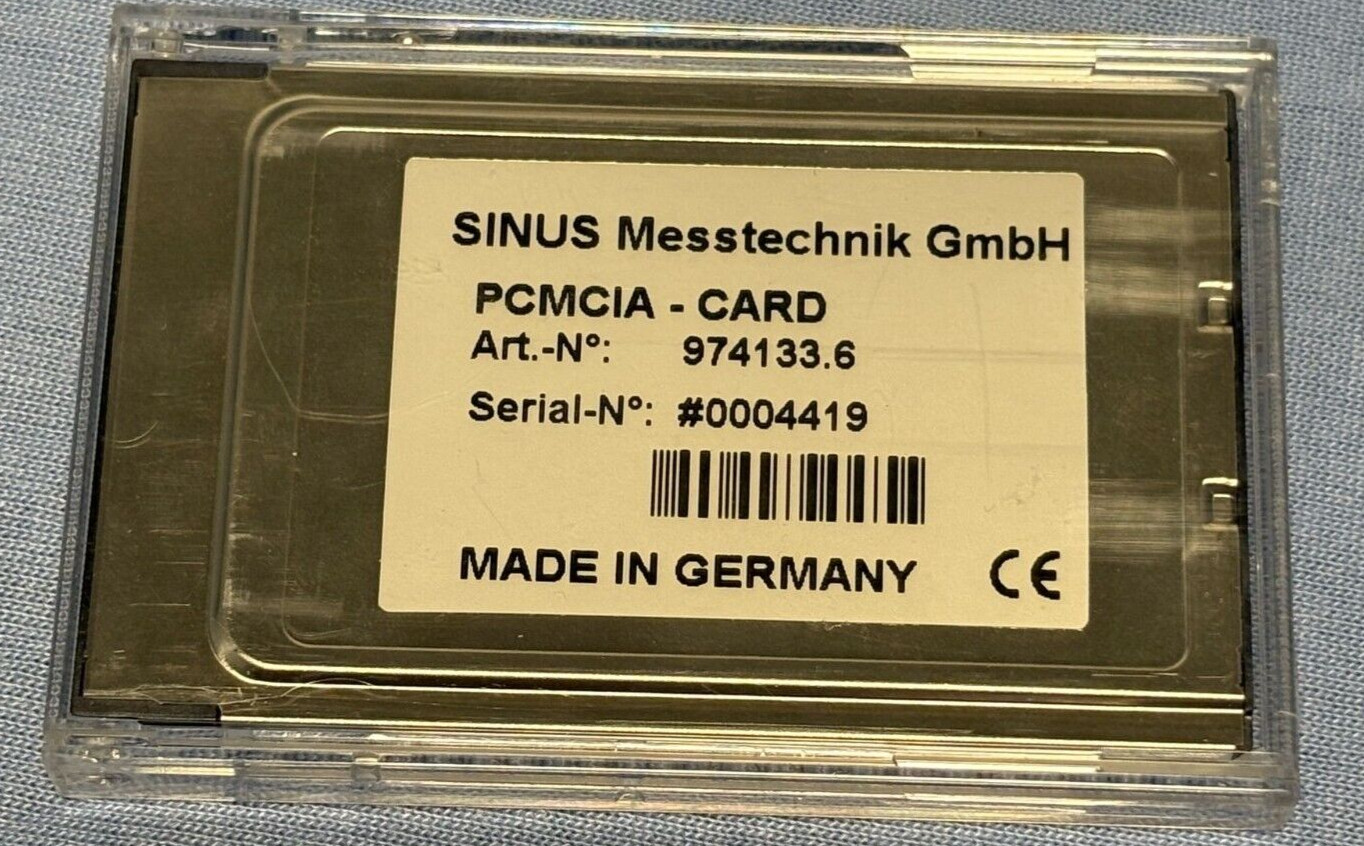 SINUS Messtechnik GmbH
PCMCIA - CARD
Art.-N°: 974133.6
Serial-N°: #0004419
MADE IN GERMANY CE